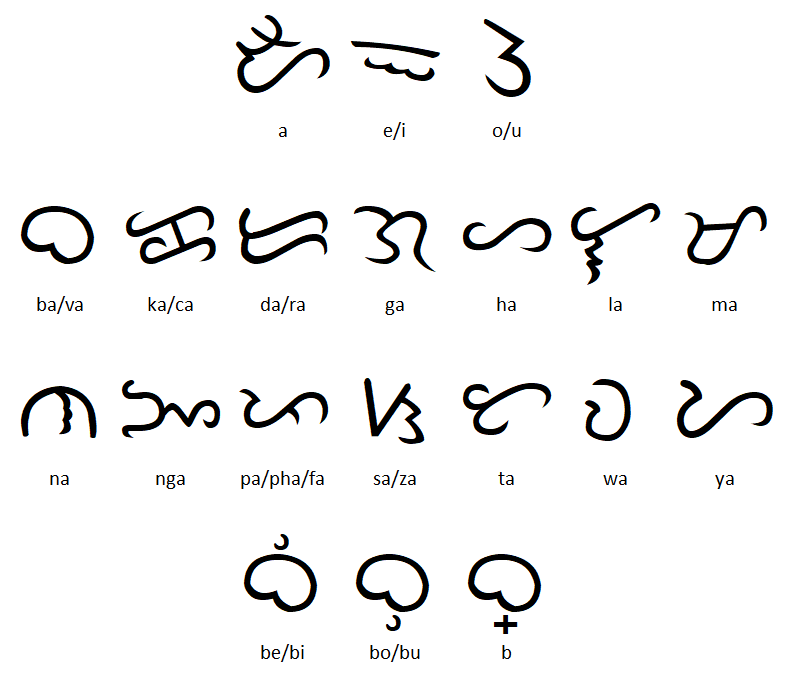 ᜀ ᜁ ᜂ
a e/i o/u
ᜊ ᜃ ᜇ ᜄ ᜑ ᜎ ᜋ
ba/va ka/ca da/ra ga ha la ma
ᜈ ᜅ ᜉ ᜐ ᜆ ᜏ ᜌ
na nga pa/pha/fa sa/za ta wa ya
ᜊᜒ ᜊᜓ ᜊ᜔
be/bi bo/bu b